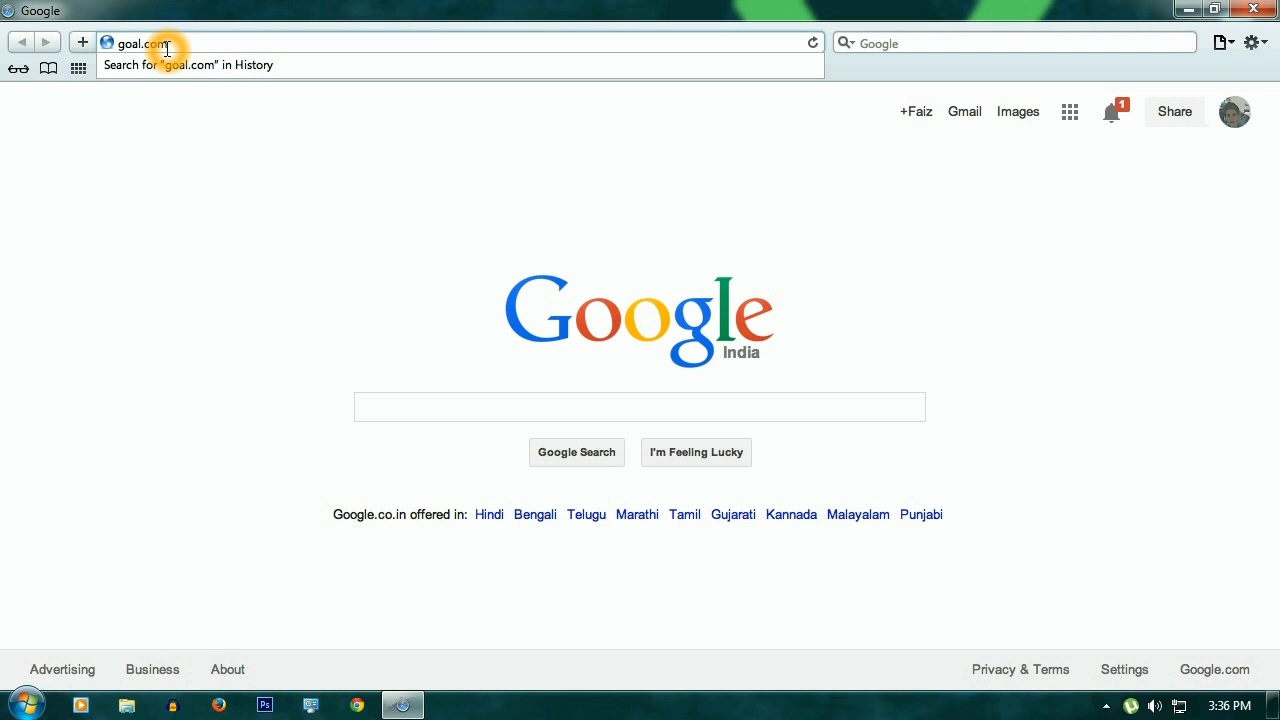 Google
goal.com
Google
Search for "goal.com" in History
+Faiz Gmail Images 1 Share
Google
India
Google Search I'm Feeling Lucky
Google.co.in offered in: Hindi Bengali Telugu Marathi Tamil Gujarati Kannada Malayalam Punjabi
Advertising Business About Privacy & Terms Settings Google.com
Ps 3:36 PM